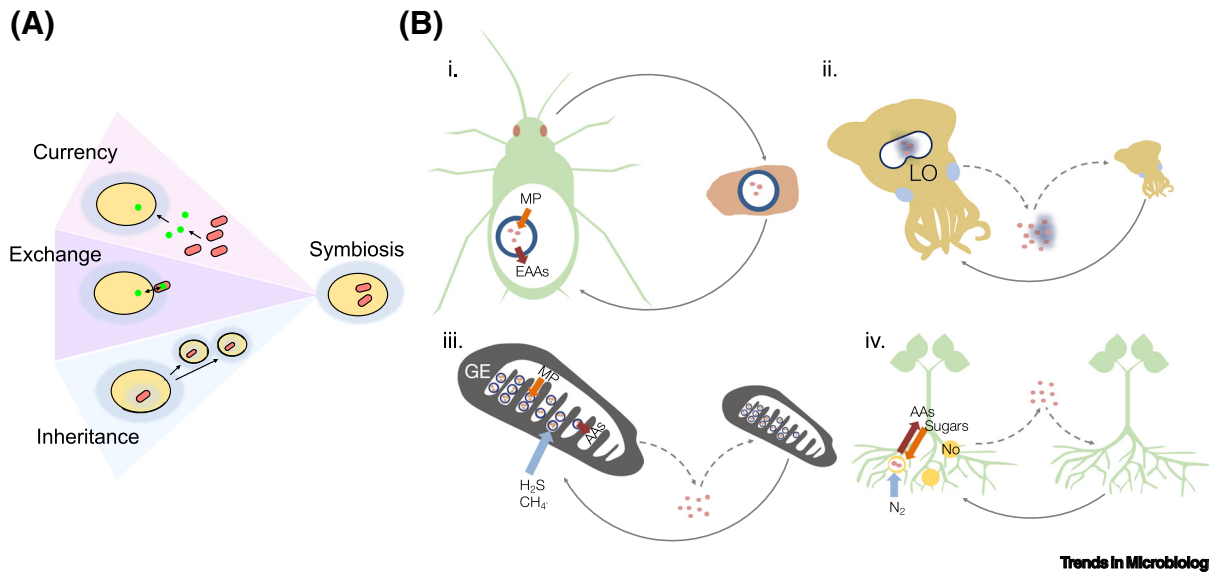 (A)
Currency
Exchange
Inheritance
Symbiosis
(B)
i.
MP
EAAs
ii.
LO
iii.
GE
MP
AAs
H₂S
CH₄.
iv.
AAs
Sugars
No
N₂
Trends in Microbiology